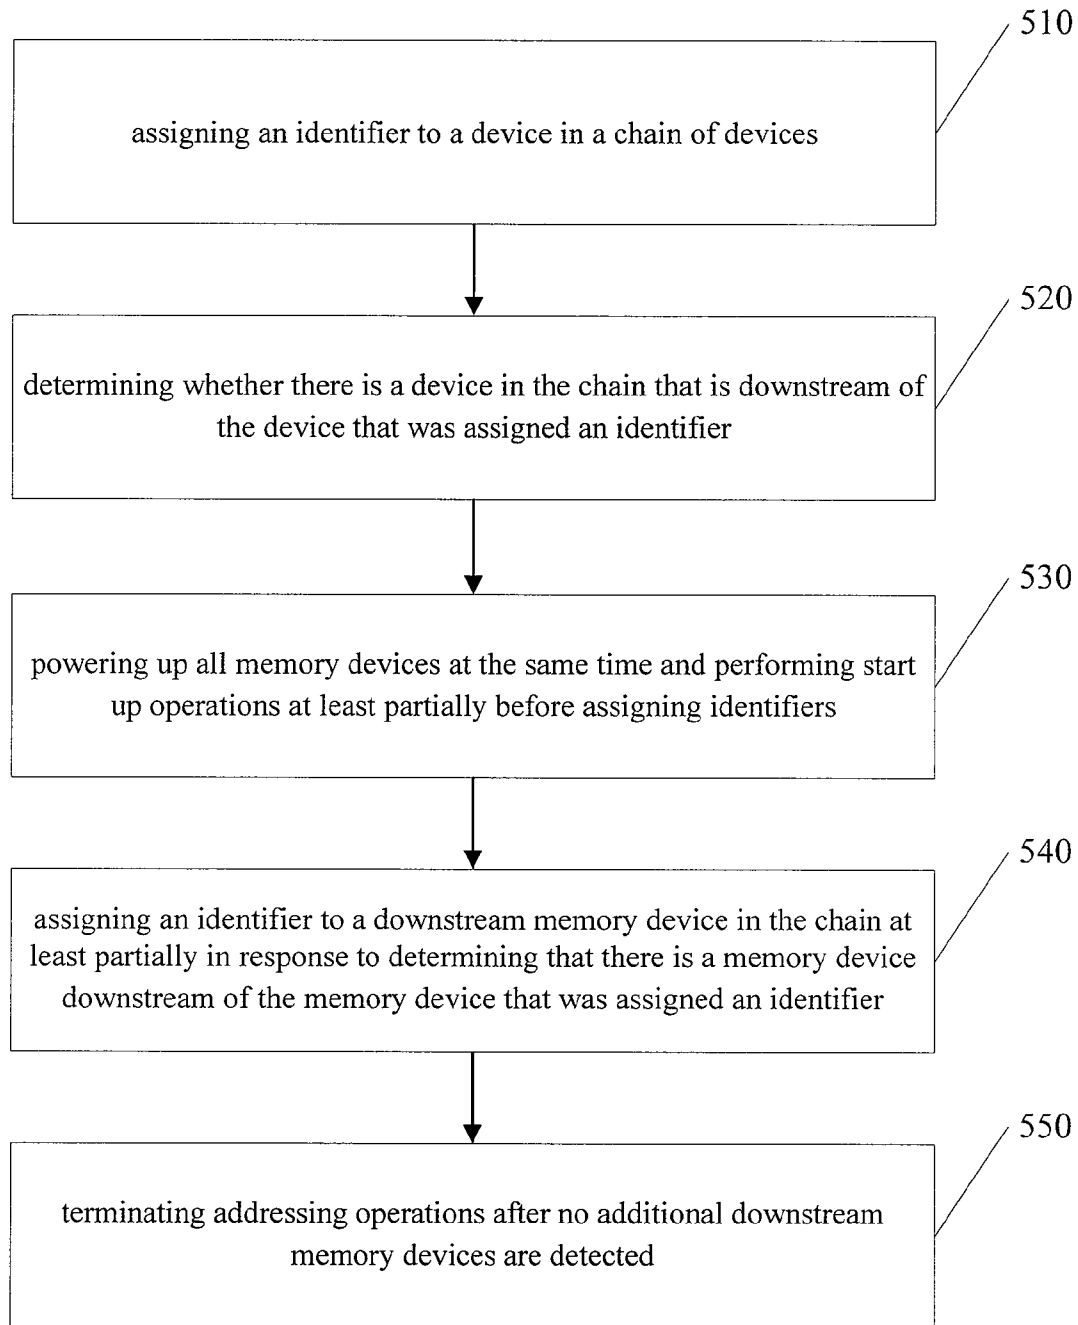 510
assigning an identifier to a device in a chain of devices
520
determining whether there is a device in the chain that is downstream of
the device that was assigned an identifier
530
powering up all memory devices at the same time and performing start
up operations at least partially before assigning identifiers
540
assigning an identifier to a downstream memory device in the chain at
least partially in response to determining that there is a memory device
downstream of the memory device that was assigned an identifier
550
terminating addressing operations after no additional downstream
memory devices are detected